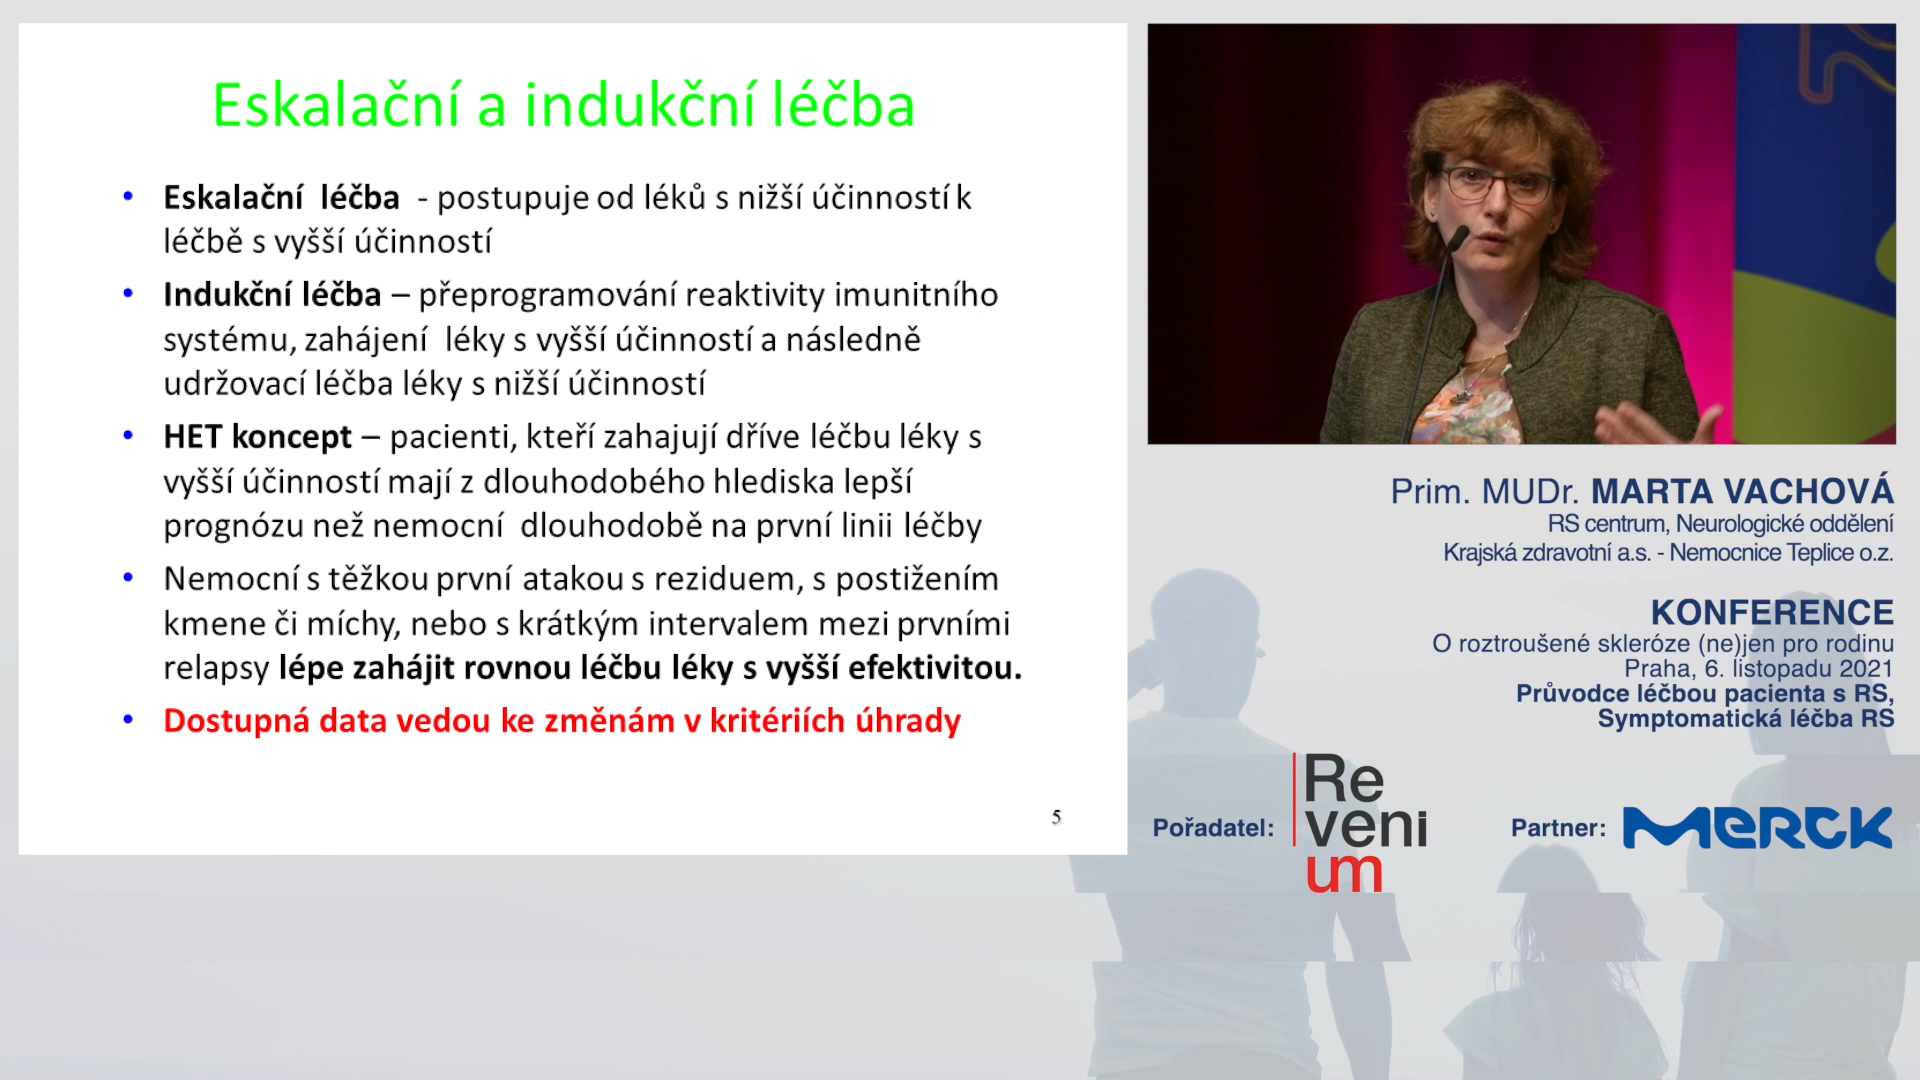 Eskalační a indukční léčba
• Eskalační léčba - postupuje od léků s nižší účinností k
léčbě s vyšší účinností
• Indukční léčba – přeprogramování reaktivity imunitního
systému, zahájení léky s vyšší účinností a následně
udržovací léčba léky s nižší účinností
• HET koncept – pacienti, kteří zahajují dříve léčbu léky s
vyšší účinností mají z dlouhodobého hlediska lepší
prognózu než nemocní dlouhodobě na první linii léčby
• Nemocní s těžkou první atakou s reziduem, s postižením
kmene či míchy, nebo s krátkým intervalem mezi prvními
relapsy lépe zahájit rovnou léčbu léky s vyšší efektivitou.
• Dostupná data vedou ke změnám v kritériích úhrady
5
Prim. MUDr. MARTA VACHOVÁ
RS centrum, Neurologické oddělení
Krajská zdravotní a.s. - Nemocnice Teplice o.z.
KONFERENCE
O roztroušené skleróze (ne)jen pro rodinu
Praha, 6. listopadu 2021
Průvodce léčbou pacienta s RS,
Symptomatická léčba RS
Pořadatel:
Re
veni
um
Partner:
MERCK